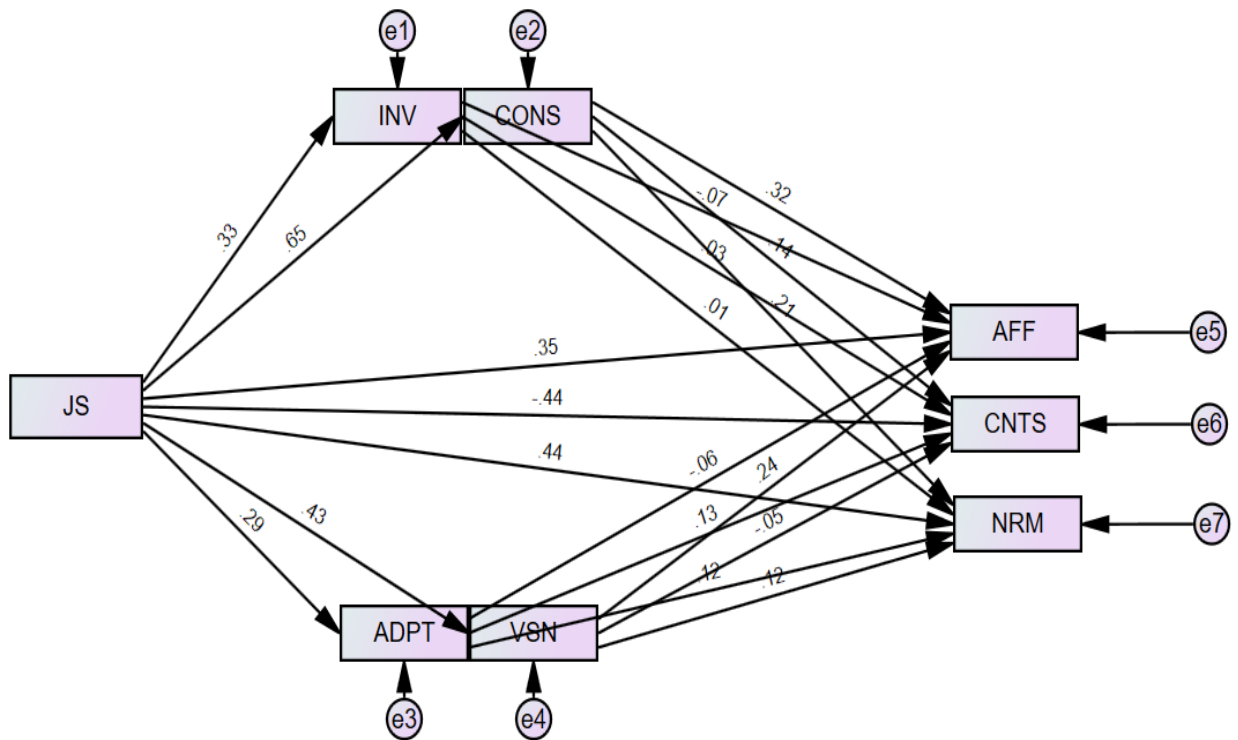 e1
e2
INV
CONS
.32
-.07
.14
.33
.65
.03
.21
.01
AFF
e5
.35
JS
-.44
CNTS
e6
.44
-.06
.24
.29
.43
.13
-.05
NRM
e7
.12
.12
ADPT
VSN
e3
e4